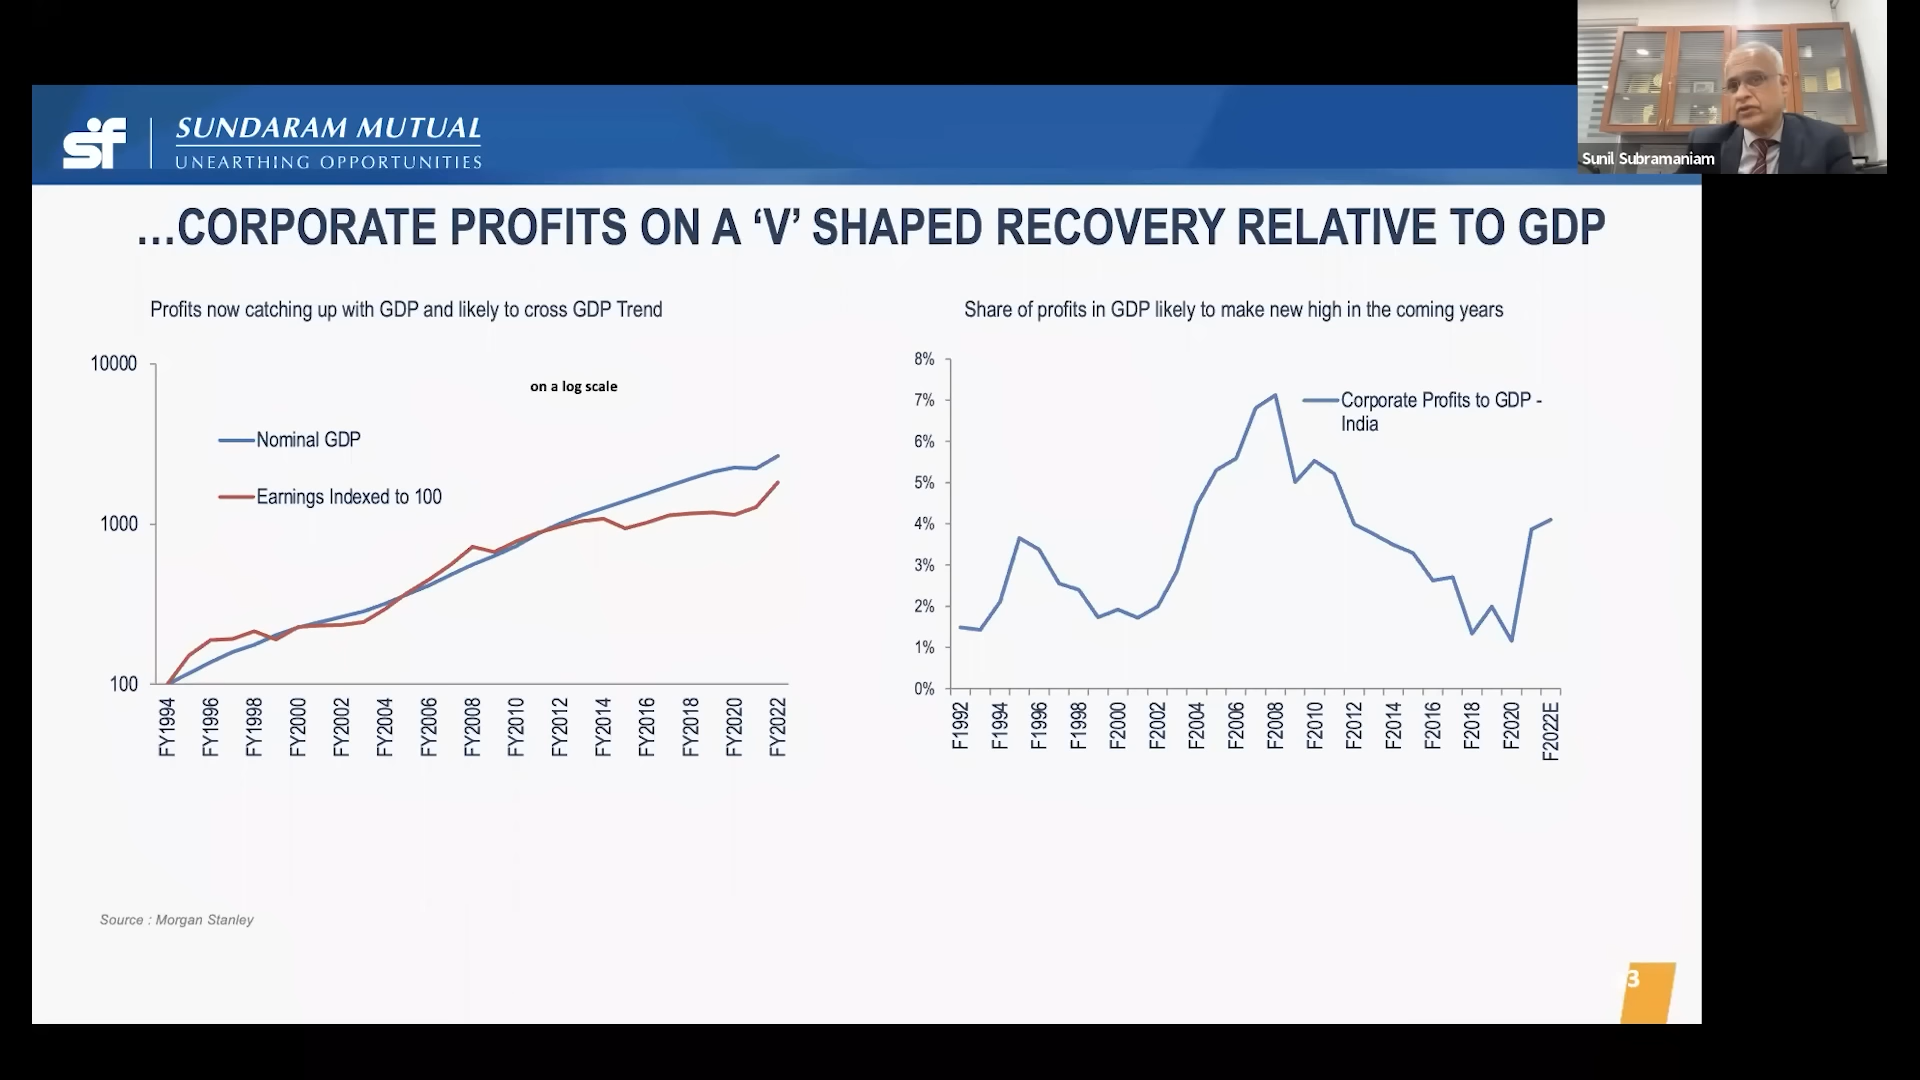 Sunil Subramaniam
sf
SUNDARAM MUTUAL
UNEARTHING OPPORTUNITIES
...CORPORATE PROFITS ON A ‘V’ SHAPED RECOVERY RELATIVE TO GDP
Profits now catching up with GDP and likely to cross GDP Trend
10000
1000
100
on a log scale
Nominal GDP
Earnings Indexed to 100
FY1994
FY1996
FY1998
FY2000
FY2002
FY2004
FY2006
FY2008
FY2010
FY2012
FY2014
FY2016
FY2018
FY2020
FY2022
Share of profits in GDP likely to make new high in the coming years
8%
7%
6%
5%
4%
3%
2%
1%
0%
Corporate Profits to GDP -
India
F1992
F1994
F1996
F1998
F2000
F2002
F2004
F2006
F2008
F2010
F2012
F2014
F2016
F2018
F2020
F2022E
Source : Morgan Stanley
3